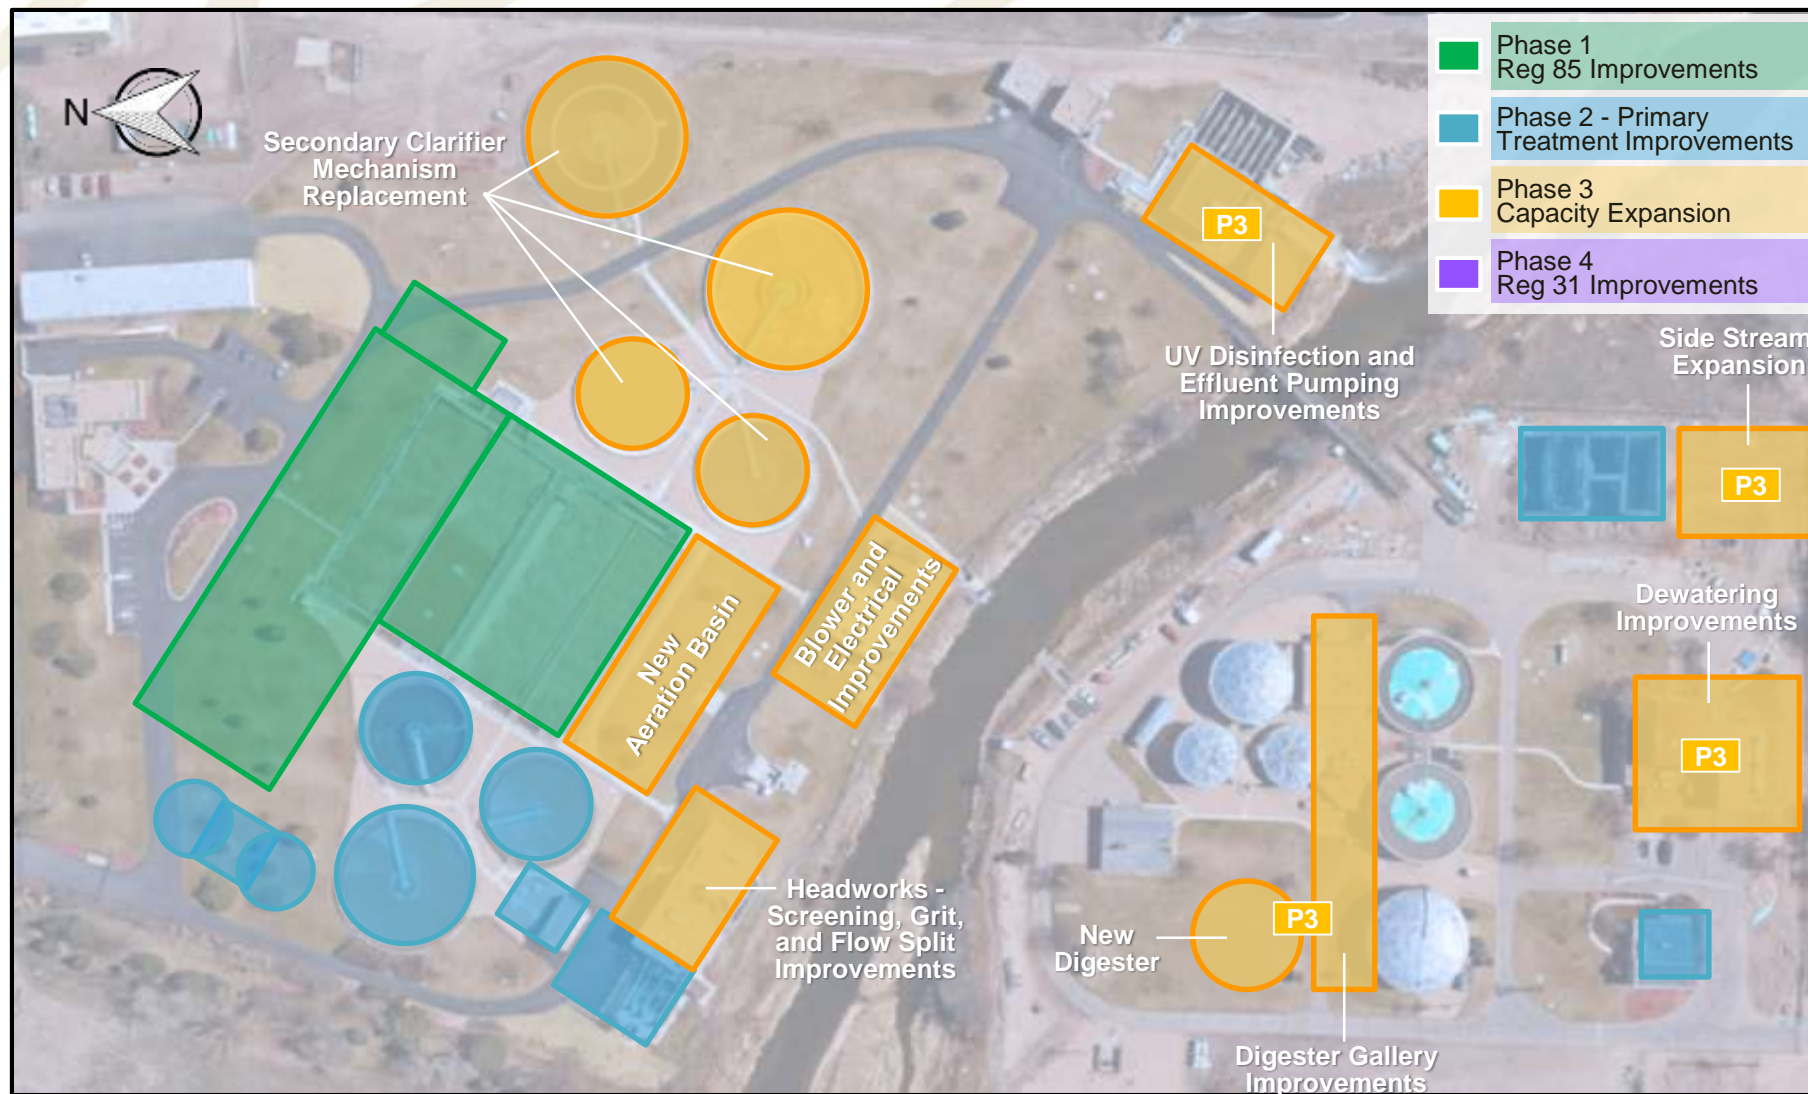 N
Secondary Clarifier
Mechanism
Replacement
Phase 1
Reg 85 Improvements
Phase 2 - Primary
Treatment Improvements
Phase 3
Capacity Expansion
Phase 4
Reg 31 Improvements
P3
UV Disinfection and
Effluent Pumping
Improvements
Side Stream
Expansion
P3
Blower and
Electrical
Improvements
New
Aeration Basin
Dewatering
Improvements
P3
Headworks -
Screening, Grit,
and Flow Split
Improvements
New
Digester
P3
Digester Gallery
Improvements